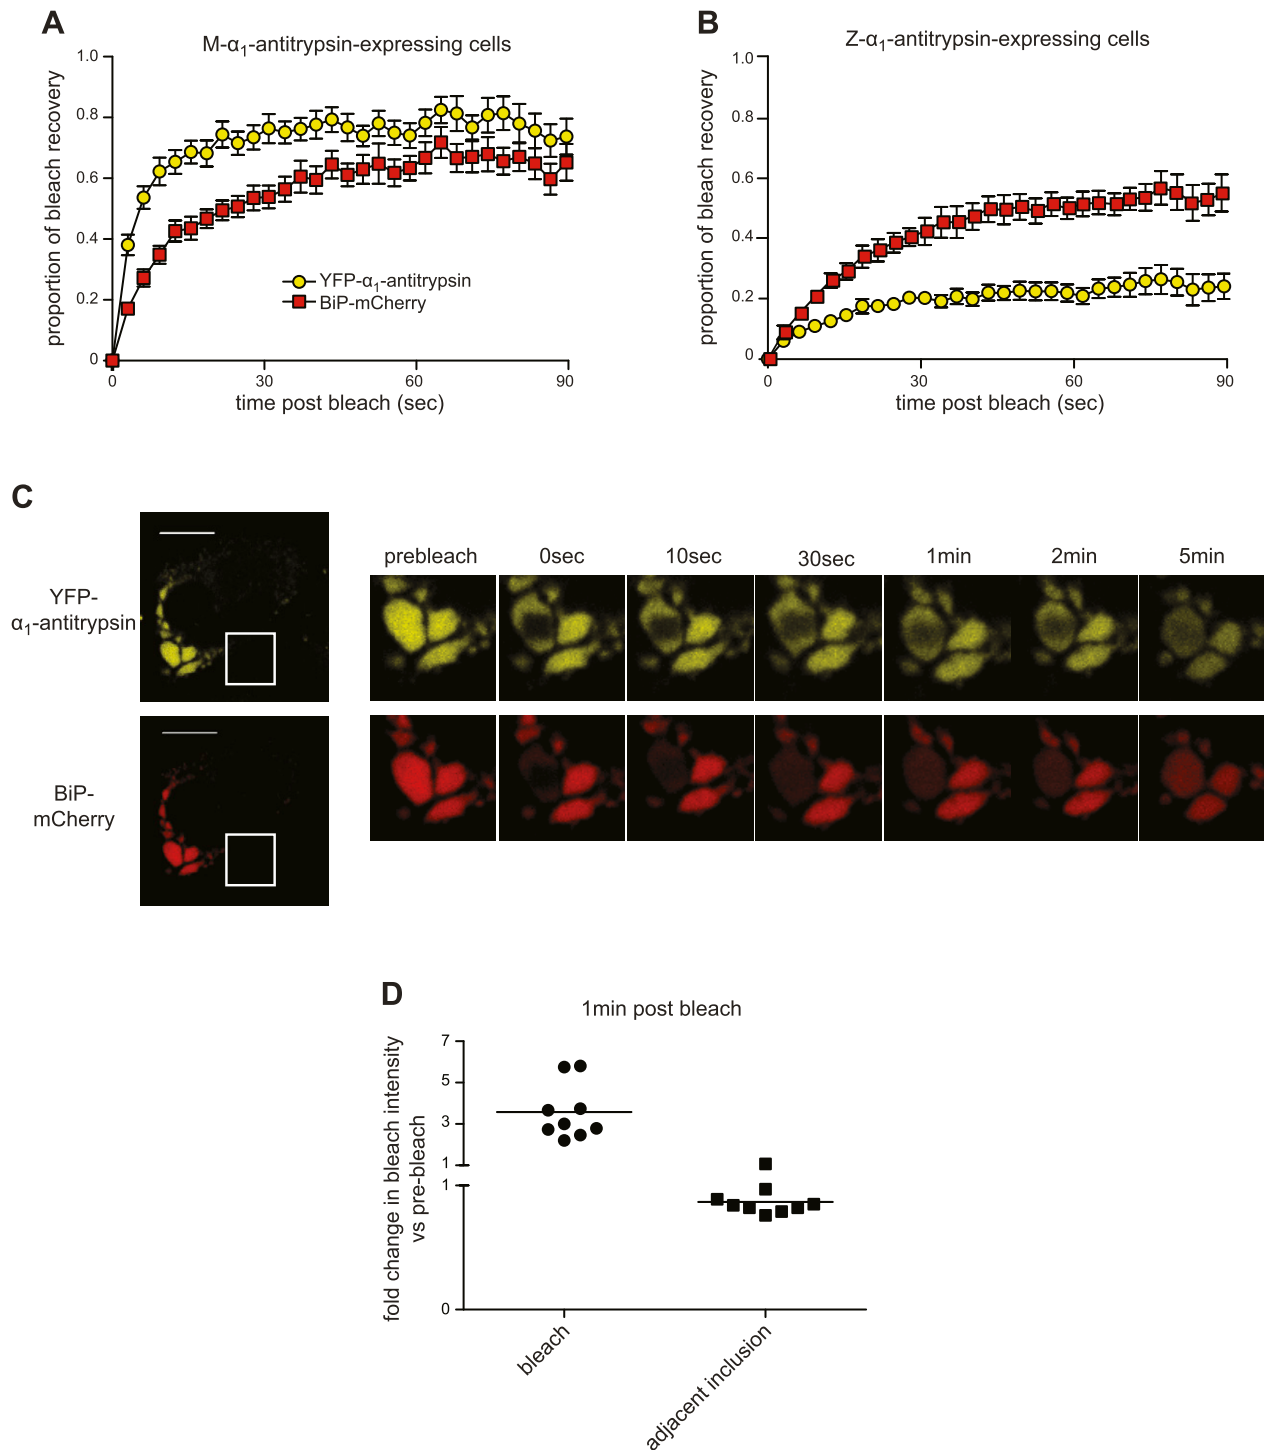 A
M-α1-antitrypsin-expressing cells
proportion of bleach recovery
1.0
0.8
0.6
0.4
0.2
0
YFP-α1-antitrypsin
BiP-mCherry
0
30
60
90
time post bleach (sec)
B
Z-α1-antitrypsin-expressing cells
proportion of bleach recovery
1.0
0.8
0.6
0.4
0.2
0
0
30
60
90
time post bleach (sec)
C
YFP-
α1-antitrypsin
BiP-
mCherry
prebleach
0sec
10sec
30sec
1min
2min
5min
D
1min post bleach
fold change in bleach intensity
vs pre-bleach
7
5
3
1
1
0
bleach
adjacent inclusion